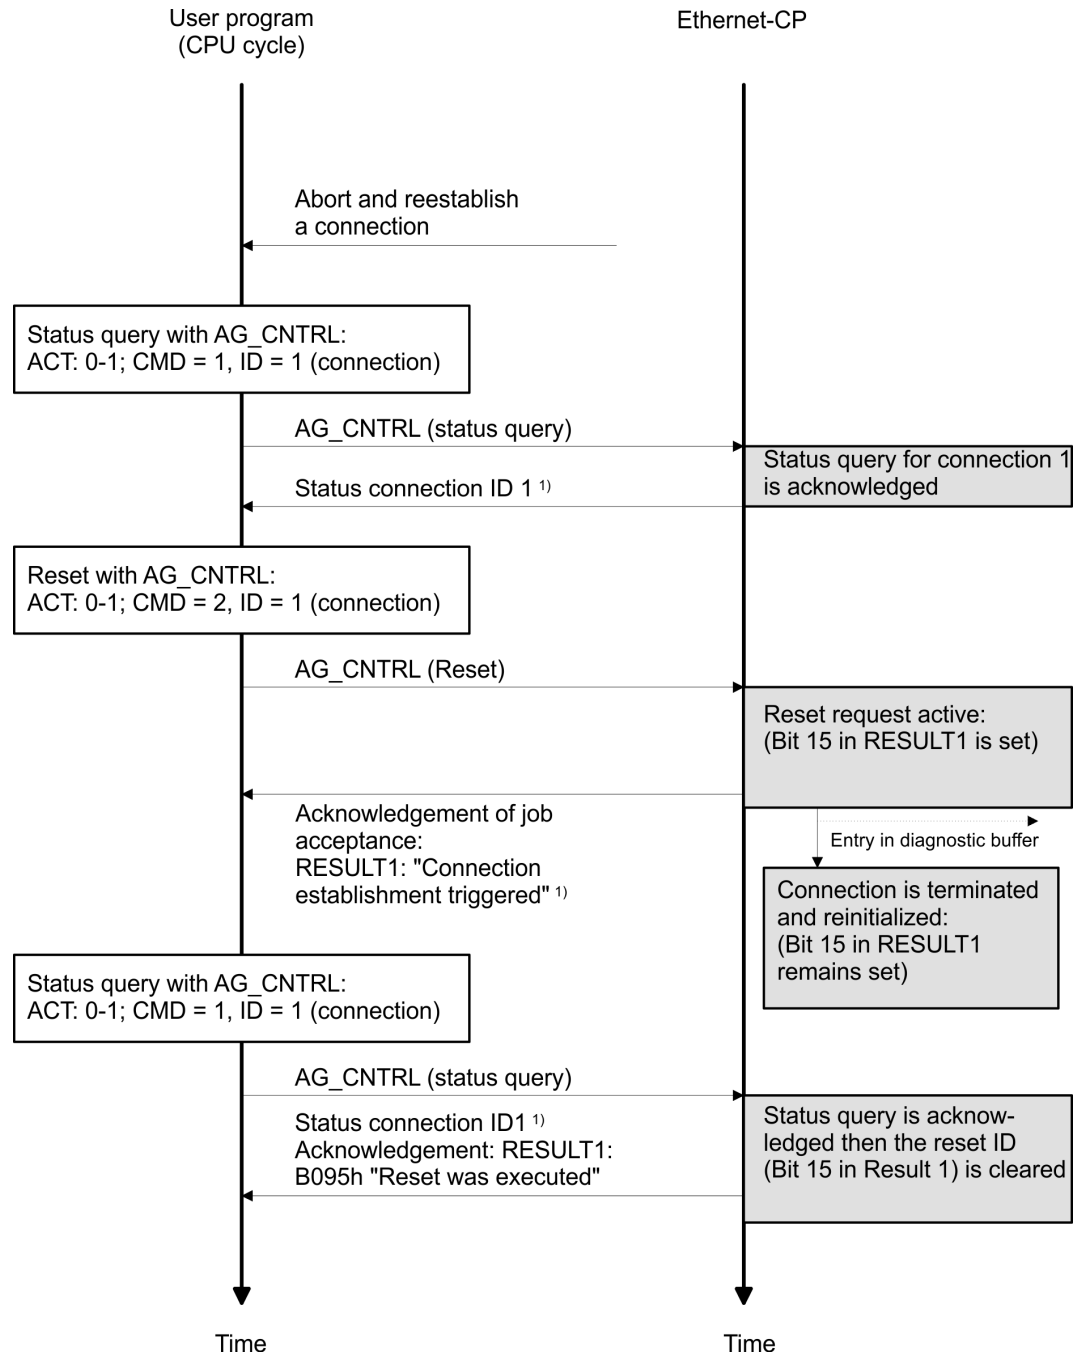 User program
(CPU cycle)
Ethernet-CP
Abort and reestablish
a connection
Status query with AG_CNTRL:
ACT: 0-1; CMD = 1, ID = 1 (connection)
AG_CNTRL (status query)
Status query for connection 1
is acknowledged
Status connection ID 1 1)
Reset with AG_CNTRL:
ACT: 0-1; CMD = 2, ID = 1 (connection)
AG_CNTRL (Reset)
Reset request active:
(Bit 15 in RESULT1 is set)
Acknowledgement of job
acceptance:
RESULT1: "Connection
establishment triggered" 1)
Entry in diagnostic buffer
Connection is terminated
and reinitialized:
(Bit 15 in RESULT1
remains set)
Status query with AG_CNTRL:
ACT: 0-1; CMD = 1, ID = 1 (connection)
AG_CNTRL (status query)
Status connection ID1 1)
Acknowledgement: RESULT1:
B095h "Reset was executed"
Status query is acknow-
ledged then the reset ID
(Bit 15 in Result 1) is cleared
Time
Time